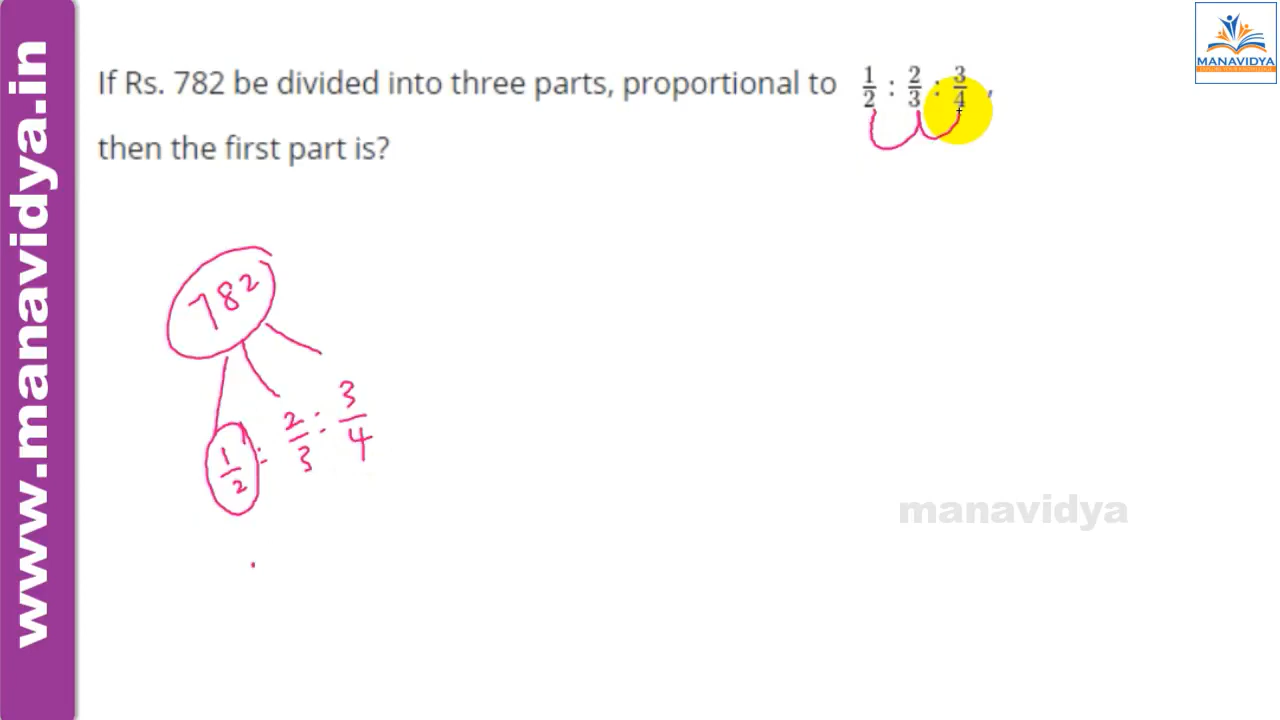 www.manavidya.in
MANAVIDYA
If Rs. 782 be divided into three parts, proportional to 1/2 : 2/3 : 3/4 ,
then the first part is?
782
1/2 : 2/3 : 3/4
manavidya